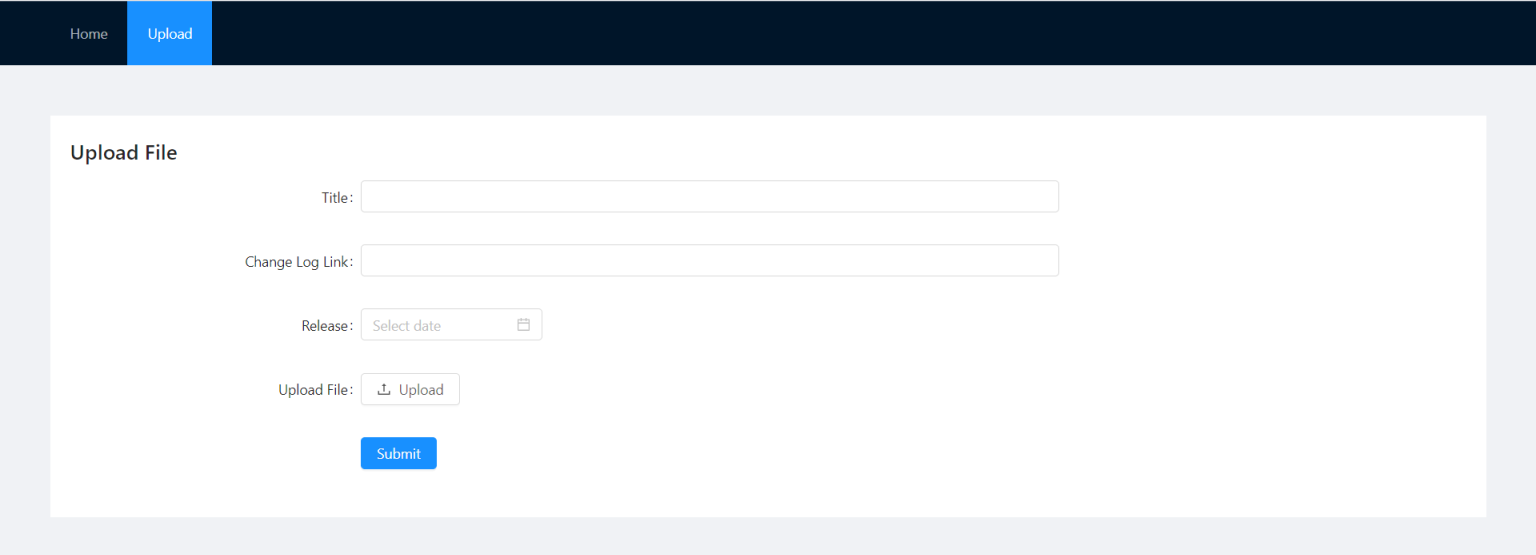 Home Upload
Upload File
Title:
Change Log Link:
Release: Select date
Upload File: Upload
Submit